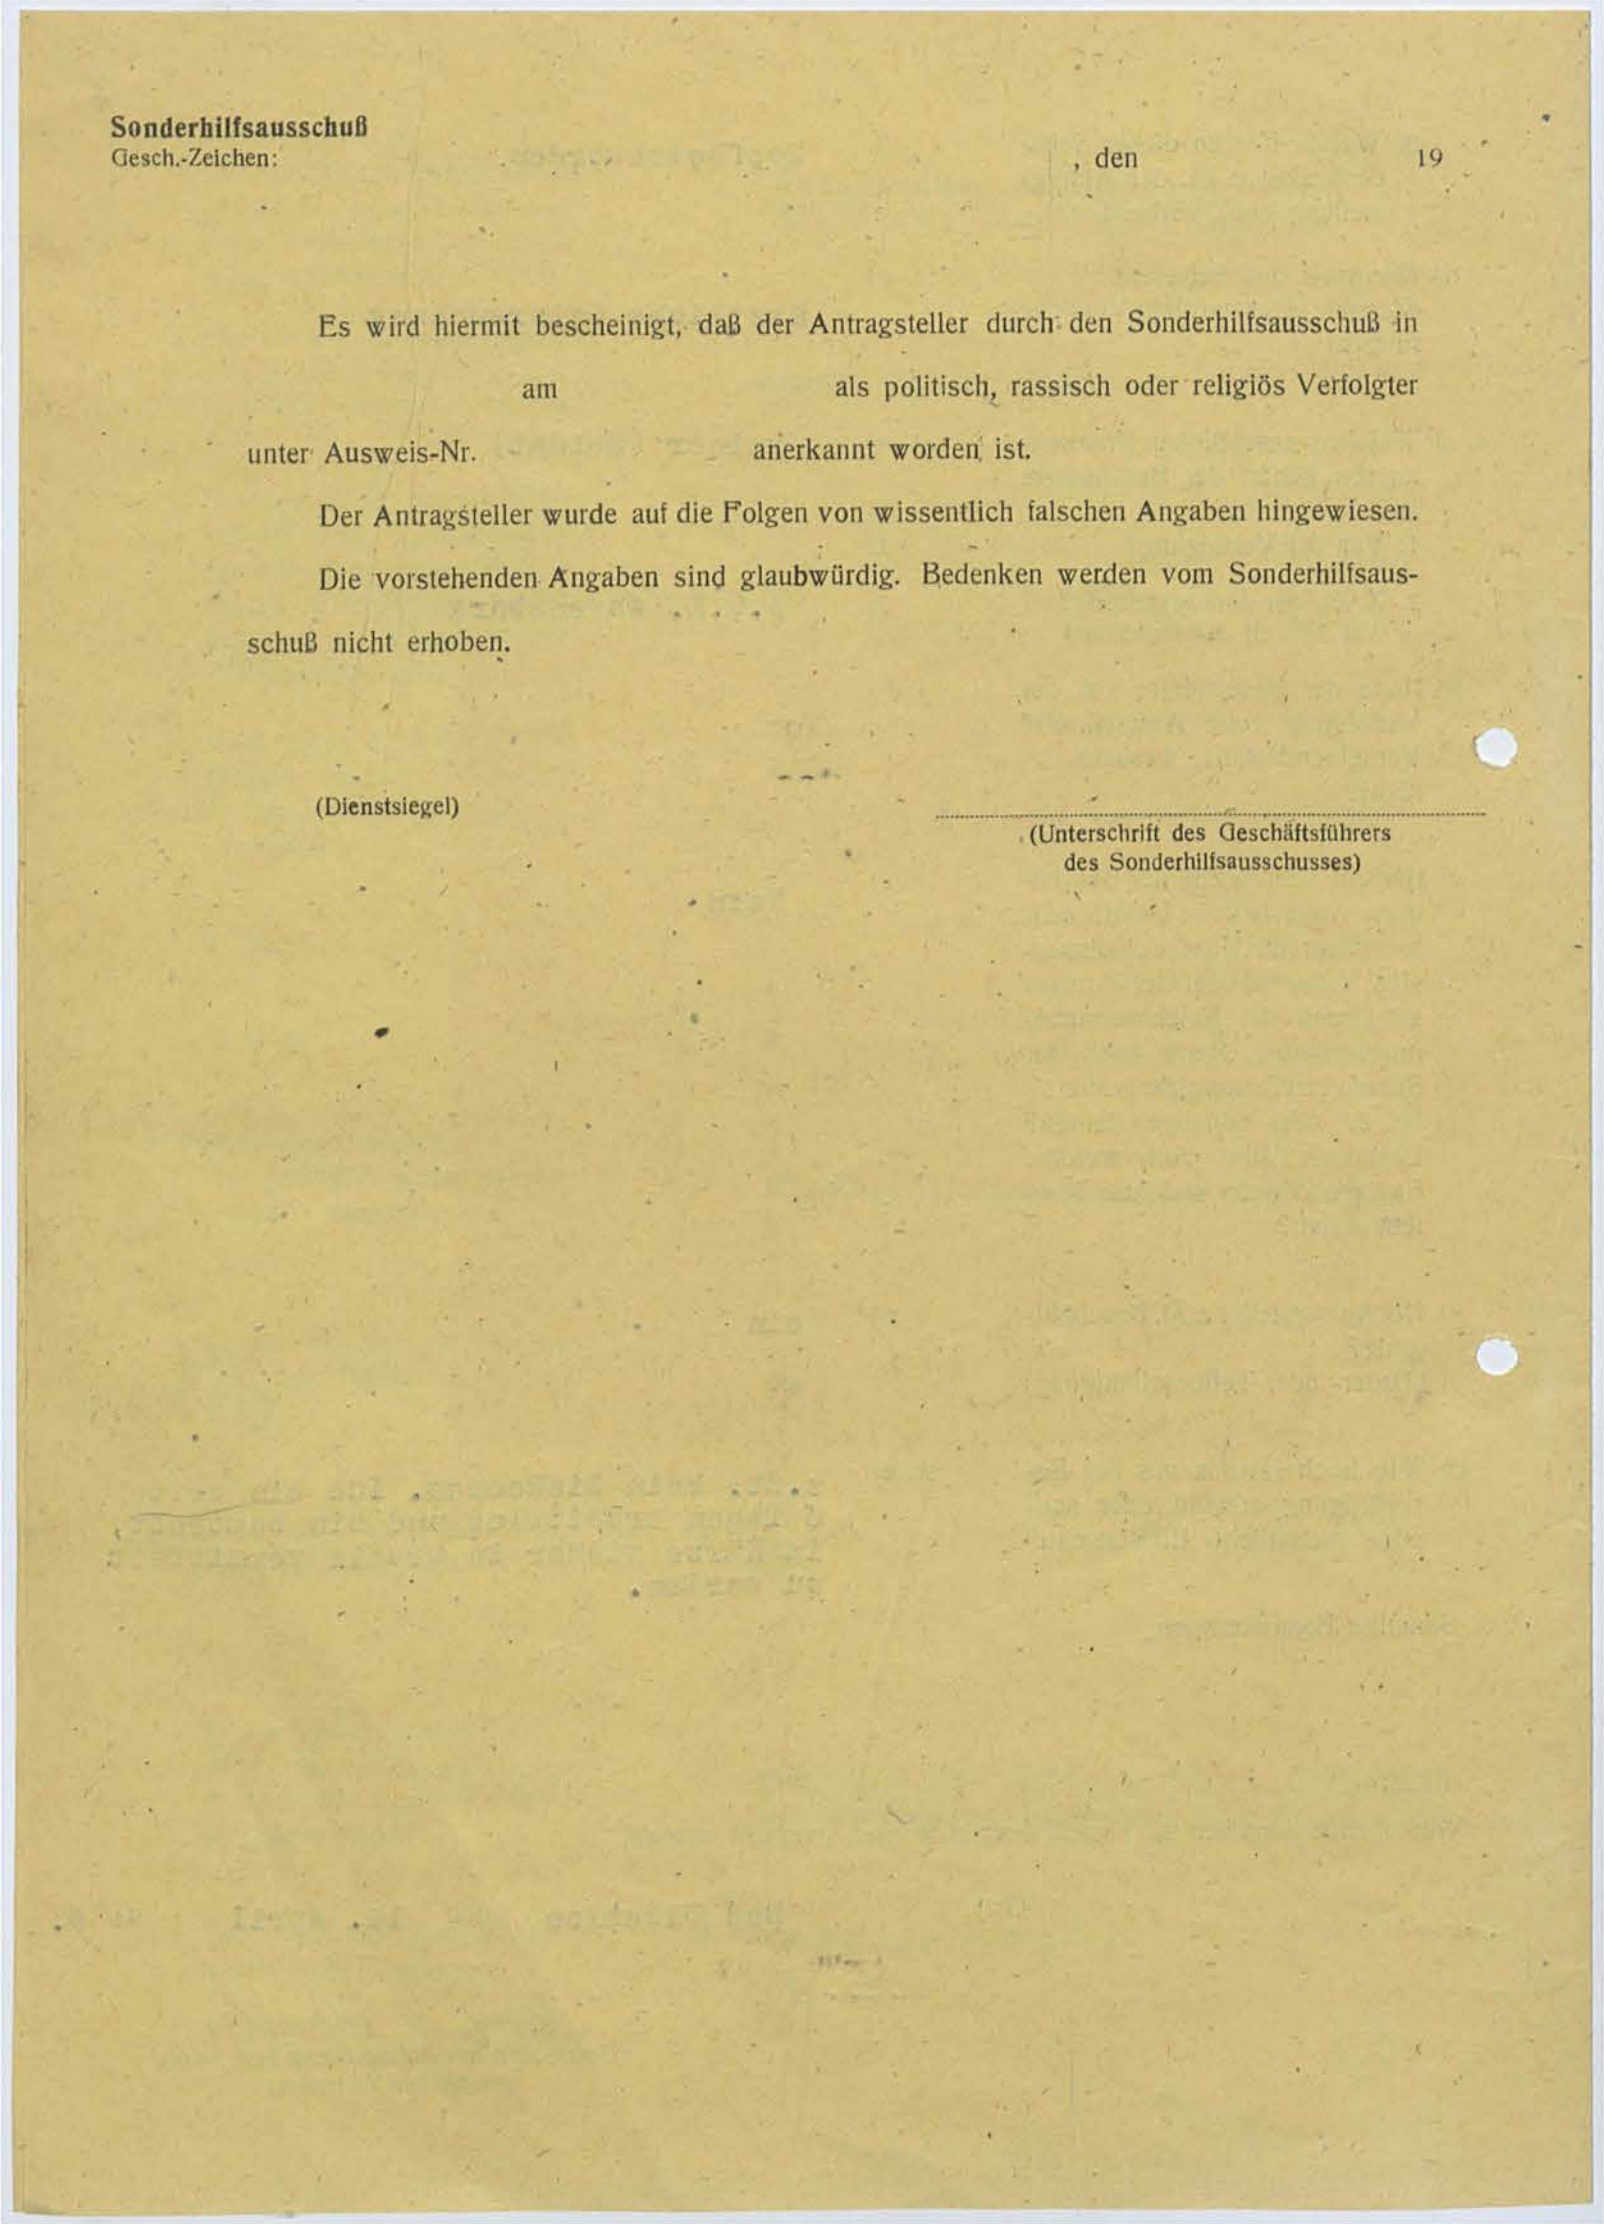 Sonderhilfsausschuß
Gesch.-Zeichen: , den 19
Es wird hiermit bescheinigt, daß der Antragsteller durch den Sonderhilfsausschuß in
am als politisch, rassisch oder religiös Verfolgter
unter Ausweis-Nr. anerkannt worden ist.
Der Antragsteller wurde auf die Folgen von wissentlich falschen Angaben hingewiesen.
Die vorstehenden Angaben sind glaubwürdig. Bedenken werden vom Sonderhilfsaus-
schuß nicht erhoben.
(Dienstsiegel)
(Unterschrift des Geschäftsführers
des Sonderhilfsausschusses)